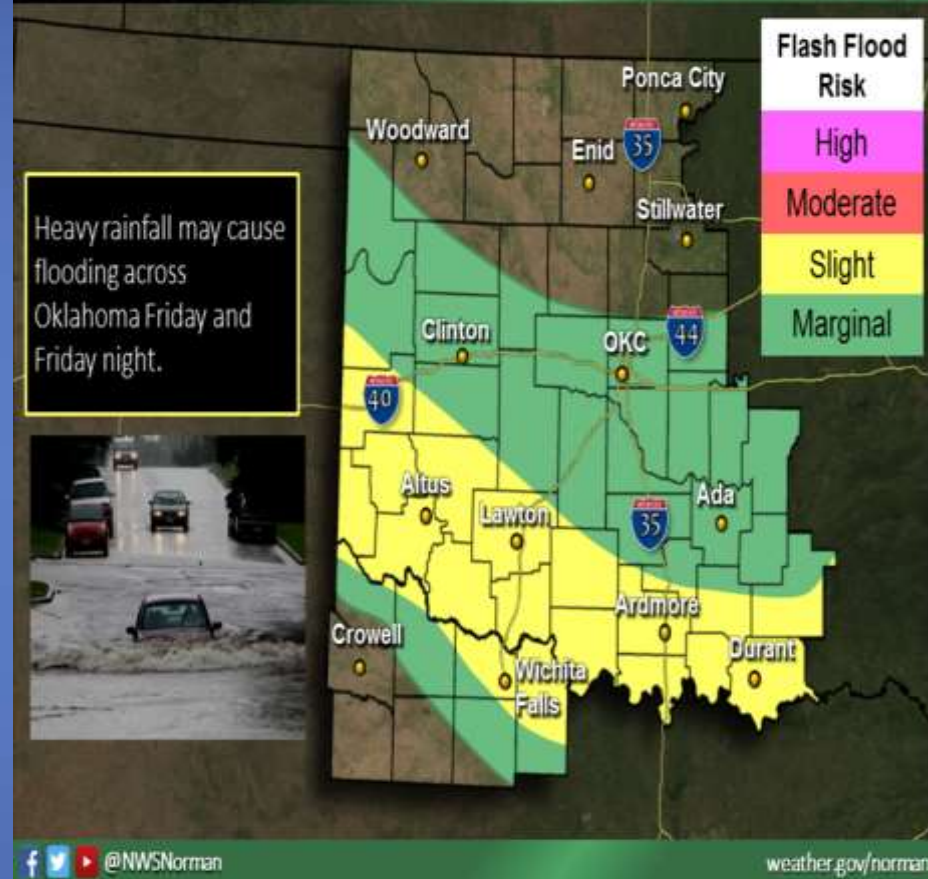 Flash Flood
Risk
High
Moderate
Slight
Marginal
Heavy rainfall may cause
flooding across
Oklahoma Friday and
Friday night.
Ponca City
Woodward
Enid
35
Stillwater
Clinton
OKC
44
40
Altus
Lawton
35
Ada
Ardmore
Crowell
Durant
Wichita
Falls
@NWSNorman
weather.gov/norman